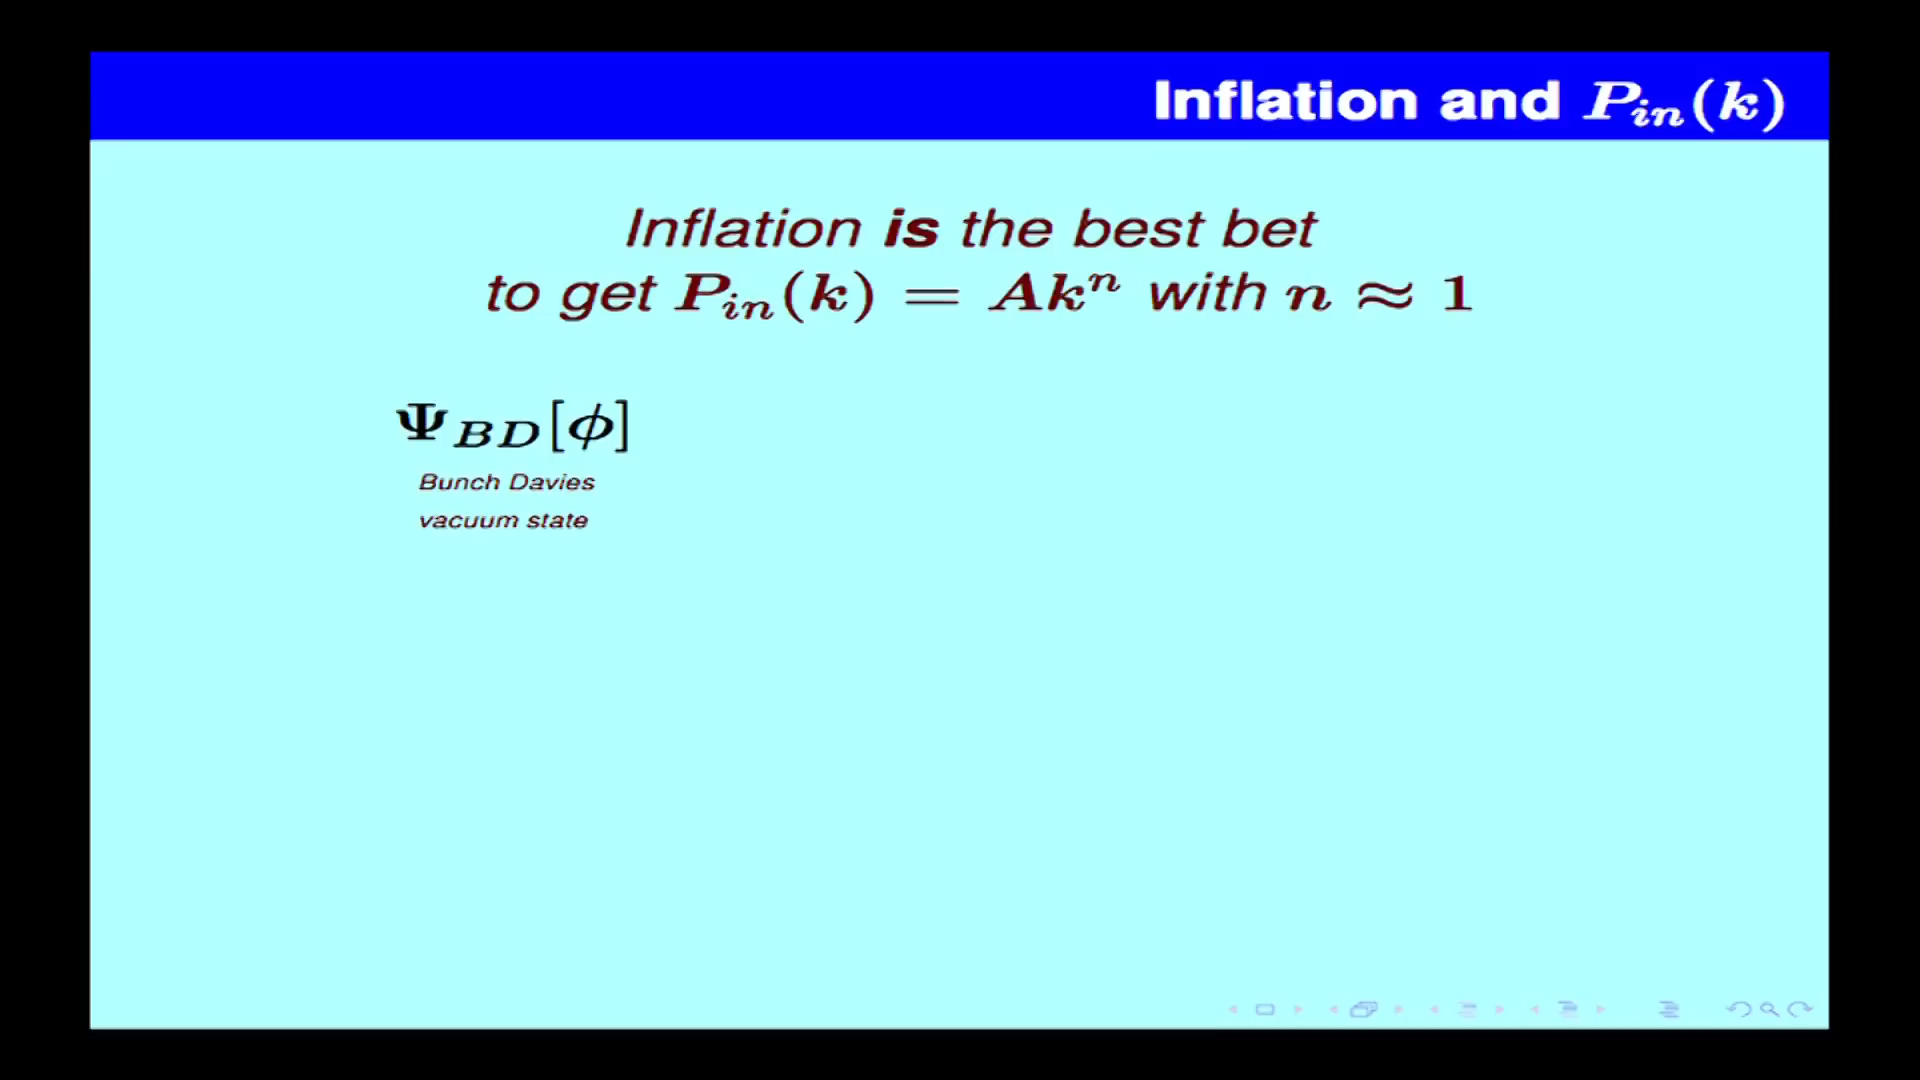 Inflation and P_in(k)
Inflation is the best bet
to get P_in(k) = Ak^n with n ≈ 1
Ψ_BD[ϕ]
Bunch Davies
vacuum state